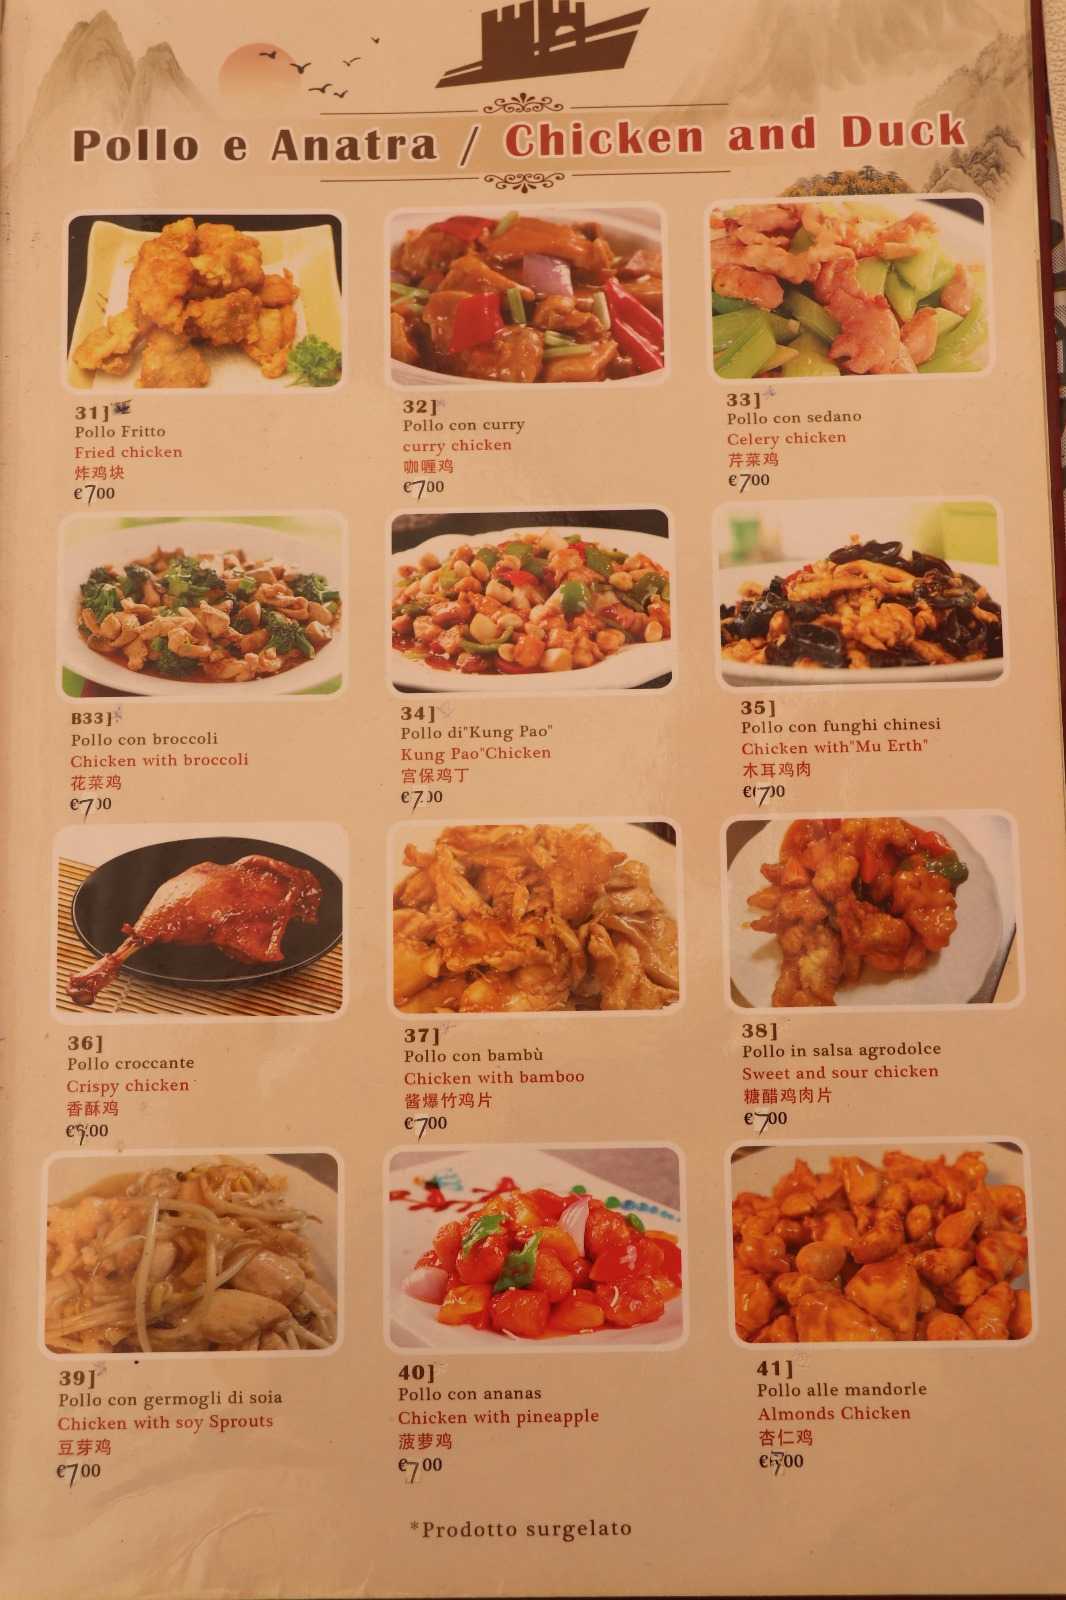 Pollo e Anatra / Chicken and Duck
31]
Pollo Fritto
Fried chicken
炸鸡块
€700
32]
Pollo con curry
curry chicken
咖喱鸡
€7.00
33]
Pollo con sedano
Celery chicken
芹菜鸡
€7.00
B33]
Pollo con broccoli
Chicken with broccoli
花菜鸡
€7.00
34]
Pollo di"Kung Pao"
Kung Pao"Chicken
宫保鸡丁
€7.00
35]
Pollo con funghi chinesi
Chicken with"Mu Erth"
木耳鸡肉
€7.00
36]
Pollo croccante
Crispy chicken
香酥鸡
37]
Pollo con bambù
Chicken with bamboo
酱爆竹鸡片
€7.00
38]
Pollo in salsa agrodolce
Sweet and sour chicken
糖醋鸡肉片
€7.00
39]
Pollo con germogli di soia
Chicken with soy Sprouts
豆芽鸡
€7.00
40]
Pollo con ananas
Chicken with pineapple
菠萝鸡
€7.00
41]
Pollo alle mandorle
Almonds Chicken
杏仁鸡
€7.00
*Prodotto surgelato